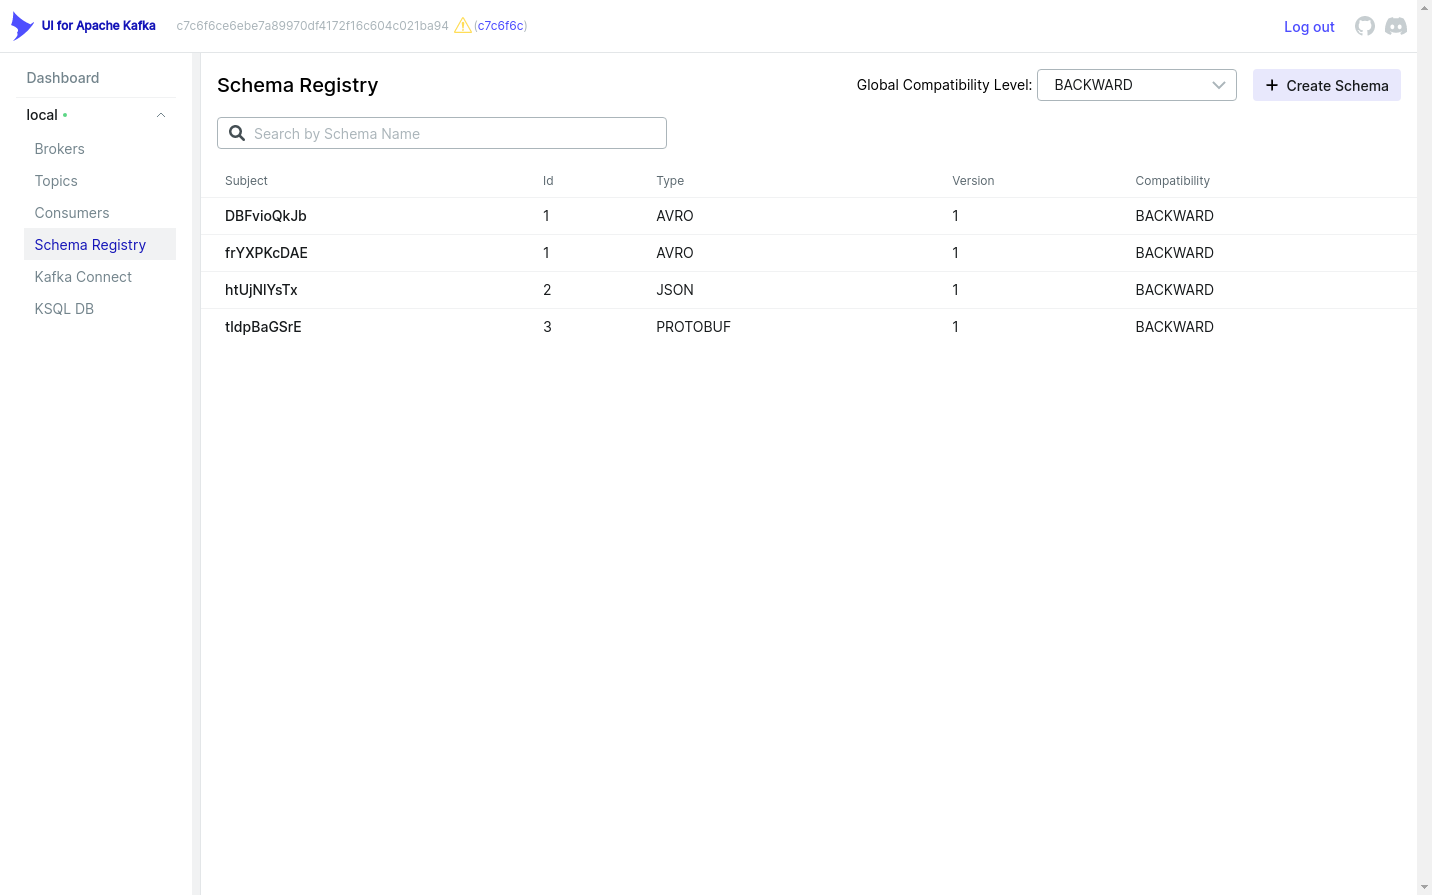 UI for Apache Kafka c7c6f6ce6ebe7a89970df4172f16c604c021ba94 (c7c6f6c) Log out
Dashboard
local
Brokers
Topics
Consumers
Schema Registry
Kafka Connect
KSQL DB
Schema Registry Global Compatibility Level: BACKWARD Create Schema
Search by Schema Name
Subject Id Type Version Compatibility
DBFvioQkJb 1 AVRO 1 BACKWARD
frYXPKcDAE 1 AVRO 1 BACKWARD
htUjNlYsTx 2 JSON 1 BACKWARD
tldpBaGSrE 3 PROTOBUF 1 BACKWARD